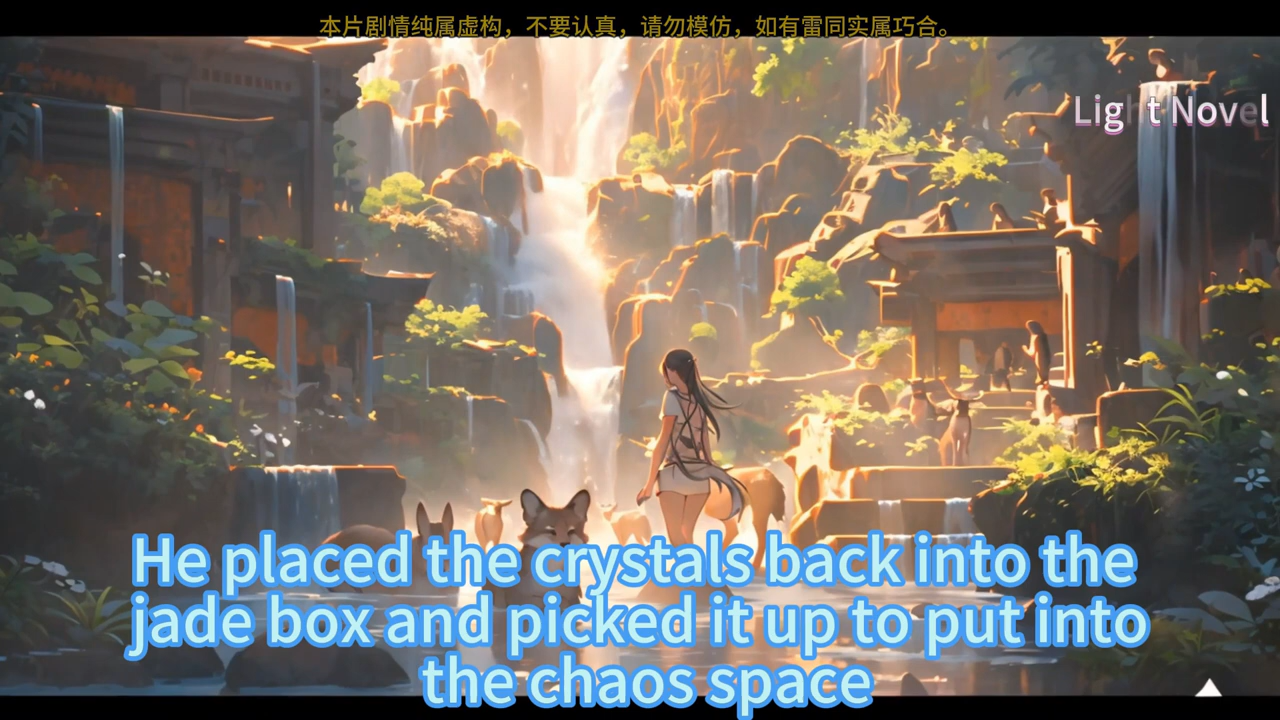 本片剧情纯属虚构，不要认真，请勿模仿，如有雷同实属巧合。
Light Novel
He placed the crystals back into the
jade box and picked it up to put into
the chaos space